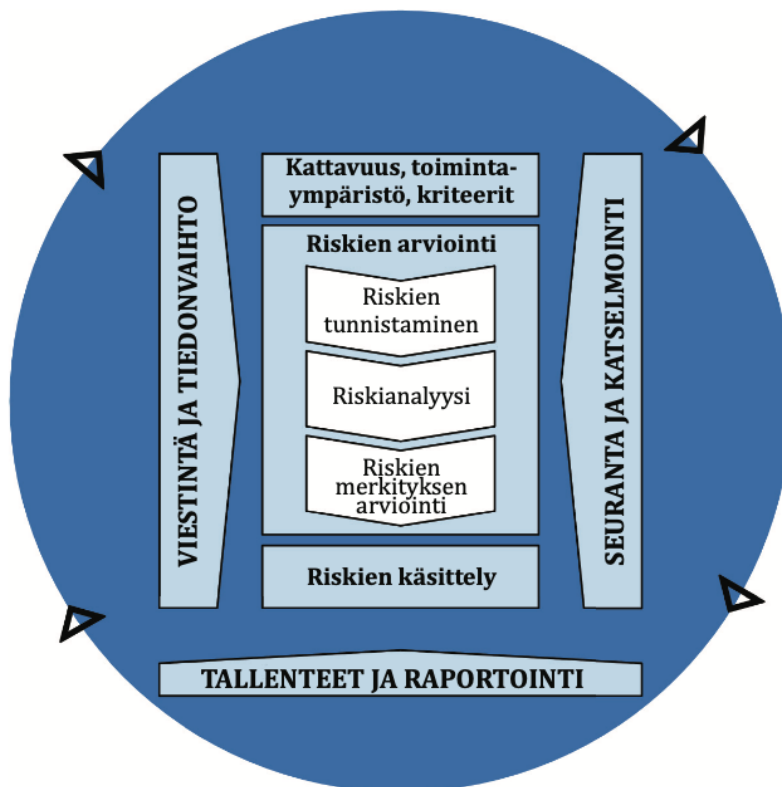 Kattavuus, toiminta-
ympäristö, kriteerit
Riskien arviointi
Riskien
tunnistaminen
Riskianalyysi
Riskien
merkityksen
arviointi
Riskien käsittely
VIESTINTÄ JA TIEDONVAIHTO
SEURANTA JA KATSELMOINTI
TALLENTEET JA RAPORTOINTI